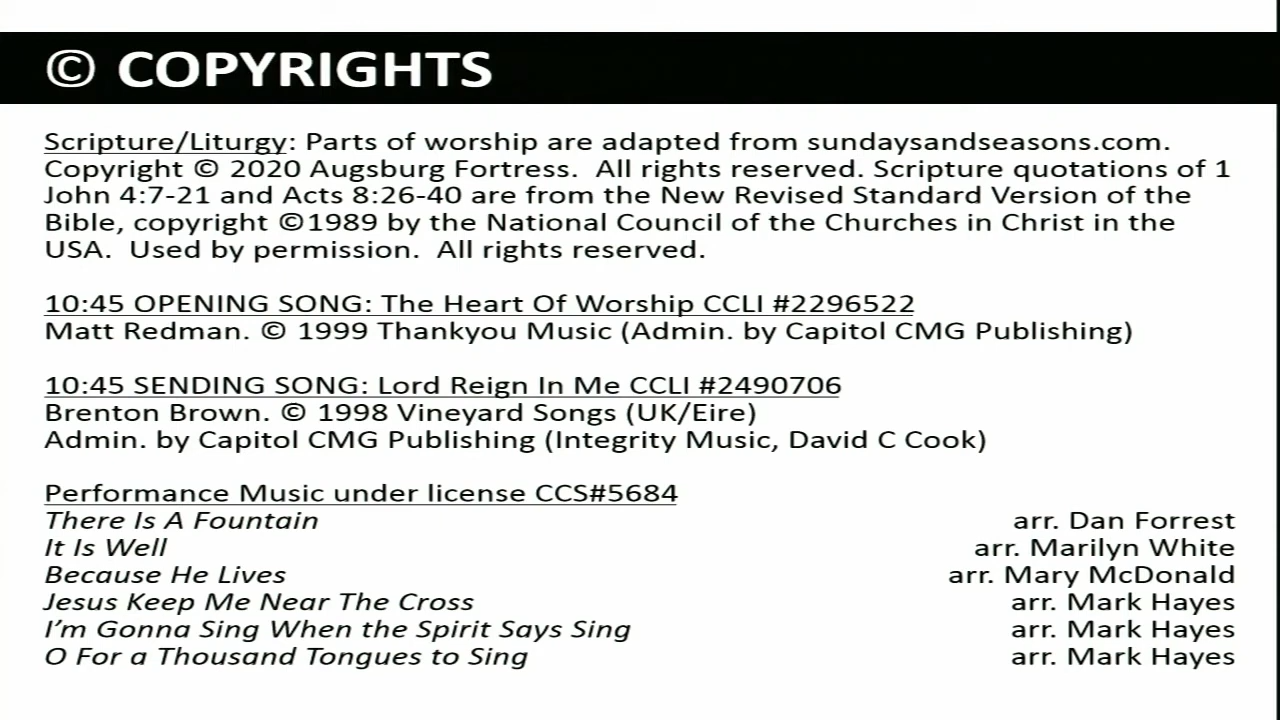 © COPYRIGHTS
Scripture/Liturgy: Parts of worship are adapted from sundaysandseasons.com.
Copyright © 2020 Augsburg Fortress.  All rights reserved. Scripture quotations of 1
John 4:7-21 and Acts 8:26-40 are from the New Revised Standard Version of the
Bible, copyright ©1989 by the National Council of the Churches in Christ in the
USA.  Used by permission.  All rights reserved.
10:45 OPENING SONG: The Heart Of Worship CCLI #2296522
Matt Redman. © 1999 Thankyou Music (Admin. by Capitol CMG Publishing)
10:45 SENDING SONG: Lord Reign In Me CCLI #2490706
Brenton Brown. © 1998 Vineyard Songs (UK/Eire)
Admin. by Capitol CMG Publishing (Integrity Music, David C Cook)
Performance Music under license CCS#5684
There Is A Fountain arr. Dan Forrest
It Is Well arr. Marilyn White
Because He Lives arr. Mary McDonald
Jesus Keep Me Near The Cross arr. Mark Hayes
I’m Gonna Sing When the Spirit Says Sing arr. Mark Hayes
O For a Thousand Tongues to Sing arr. Mark Hayes